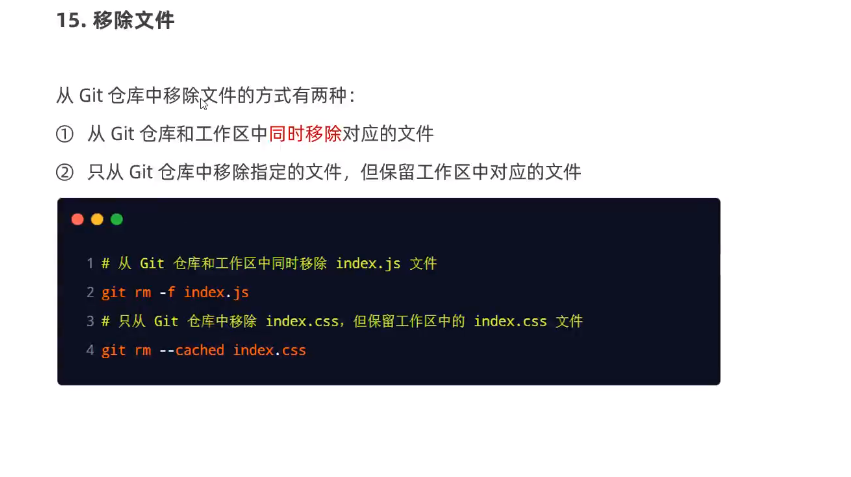 15. 移除文件
从 Git 仓库中移除文件的方式有两种：
① 从 Git 仓库和工作区中同时移除对应的文件
② 只从 Git 仓库中移除指定的文件，但保留工作区中对应的文件
1 # 从 Git 仓库和工作区中同时移除 index.js 文件
2 git rm -f index.js
3 # 只从 Git 仓库中移除 index.css，但保留工作区中的 index.css 文件
4 git rm --cached index.css